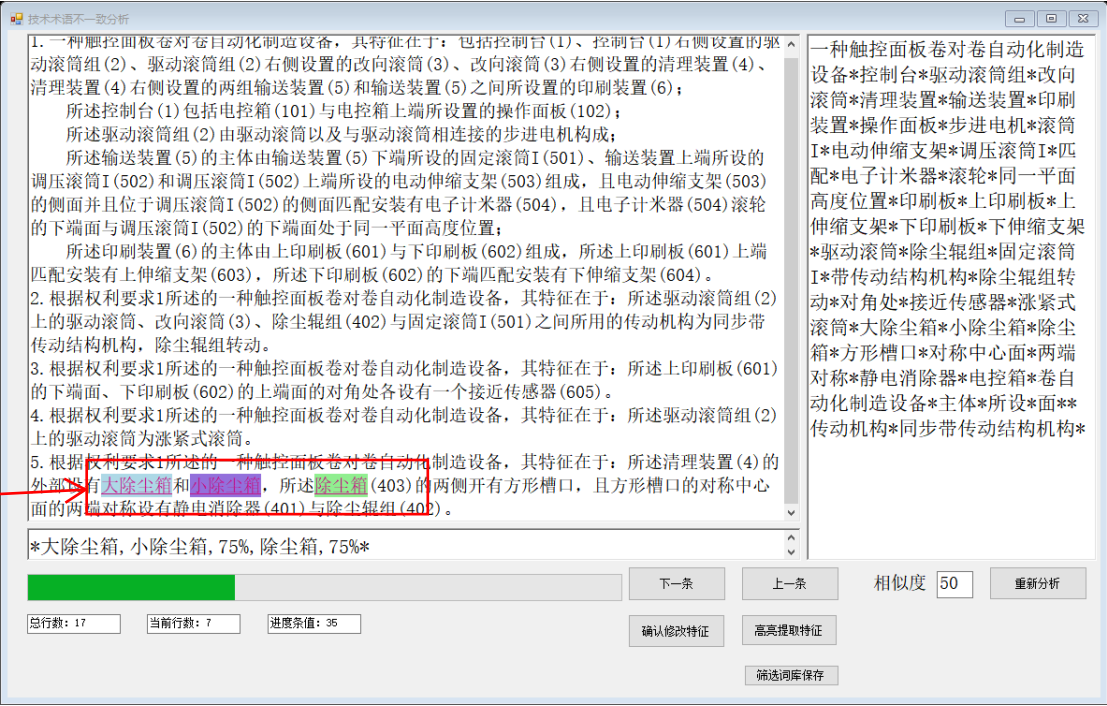 技术术语不一致分析
1.一种触控面板卷对卷自动化制造设备，其特征在于：包括控制台(1)、控制台(1)右侧设置的驱
动滚筒组(2)、驱动滚筒组(2)右侧设置的改向滚筒(3)、改向滚筒(3)右侧设置的清理装置(4)、
清理装置(4)右侧设置的两组输送装置(5)和输送装置(5)之间所设置的印刷装置(6)；
所述控制台(1)包括电控箱(101)与电控箱上端所设置的操作面板(102)；
所述驱动滚筒组(2)由驱动滚筒以及与驱动滚筒相连接的步进电机构成；
所述输送装置(5)的主体由输送装置(5)下端所设的固定滚筒I(501)、输送装置上端所设的
调压滚筒I(502)和调压滚筒I(502)上端所设的电动伸缩支架(503)组成，且电动伸缩支架(503)
的侧面并且位于调压滚筒I(502)的侧面匹配安装有电子计米器(504)，且电子计米器(504)滚轮
的下端面与调压滚筒I(502)的下端面处于同一平面高度位置；
所述印刷装置(6)的主体由上印刷板(601)与下印刷板(602)组成，所述上印刷板(601)上端
匹配安装有上伸缩支架(603)，所述下印刷板(602)的下端匹配安装有下伸缩支架(604)。
2.根据权利要求1所述的一种触控面板卷对卷自动化制造设备，其特征在于：所述驱动滚筒组(2)
上的驱动滚筒、改向滚筒(3)、除尘辊组(402)与固定滚筒I(501)之间所用的传动机构为同步带
传动结构机构，除尘辊组转动。
3.根据权利要求1所述的一种触控面板卷对卷自动化制造设备，其特征在于：所述上印刷板(601)
的下端面、下印刷板(602)的上端面的对角处各设有一个接近传感器(605)。
4.根据权利要求1所述的一种触控面板卷对卷自动化制造设备，其特征在于：所述驱动滚筒组(2)
上的驱动滚筒为涨紧式滚筒。
5.根据权利要求1所述的一种触控面板卷对卷自动化制造设备，其特征在于：所述清理装置(4)的
外部设有大除尘箱和小除尘箱，所述除尘箱(403)的两侧开有方形槽口，且方形槽口的对称中心
面的两端对称设有静电消除器(401)与除尘辊组(402)。
*大除尘箱,小除尘箱,75%,除尘箱,75%*
一种触控面板卷对卷自动化制造
设备*控制台*驱动滚筒组*改向
滚筒*清理装置*输送装置*印刷
装置*操作面板*步进电机*滚筒
I*电动伸缩支架*调压滚筒I*匹
配*电子计米器*滚轮*同一平面
高度位置*印刷板*上印刷板*上
伸缩支架*下印刷板*下伸缩支架
*驱动滚筒*除尘辊组*固定滚筒
I*带传动结构机构*除尘辊组转
动*对角处*接近传感器*涨紧式
滚筒*大除尘箱*小除尘箱*除尘
箱*方形槽口*对称中心面*两端
对称*静电消除器*电控箱*卷自
动化制造设备*主体*所设*面**
传动机构*同步带传动结构机构*
下一条
上一条
相似度 50
重新分析
总行数: 17
当前行数: 7
进度条值: 35
确认修改特征
高亮提取特征
筛选词库保存